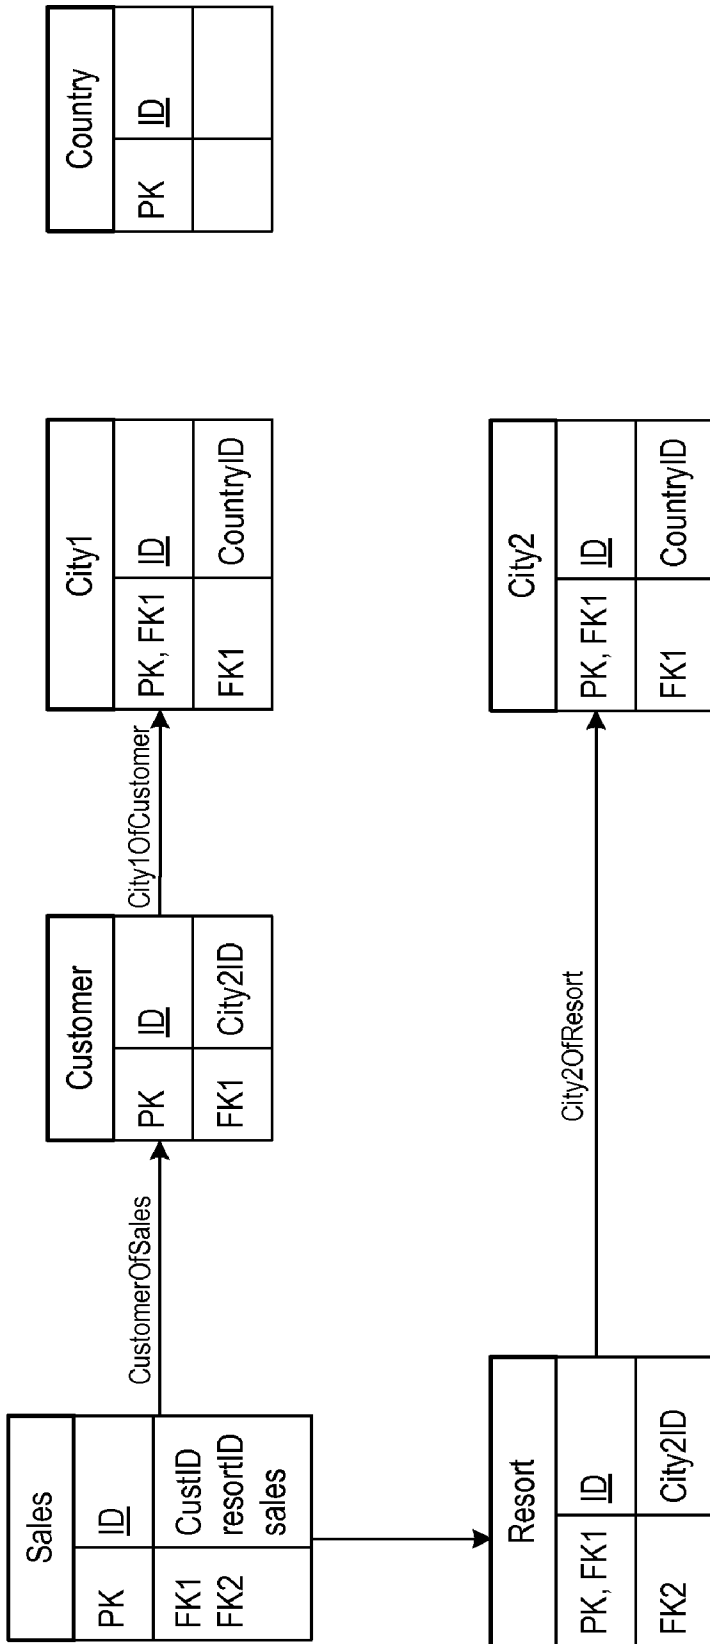 Sales
PK ID
FK1 CustID
FK2 resortID
sales
CustomerOfSales
Customer
PK ID
FK1 City2ID
City1OfCustomer
City1
PK, FK1 ID
FK1 CountryID
Country
PK ID
Resort
PK, FK1 ID
FK2 City2ID
City2OfResort
City2
PK, FK1 ID
FK1 CountryID